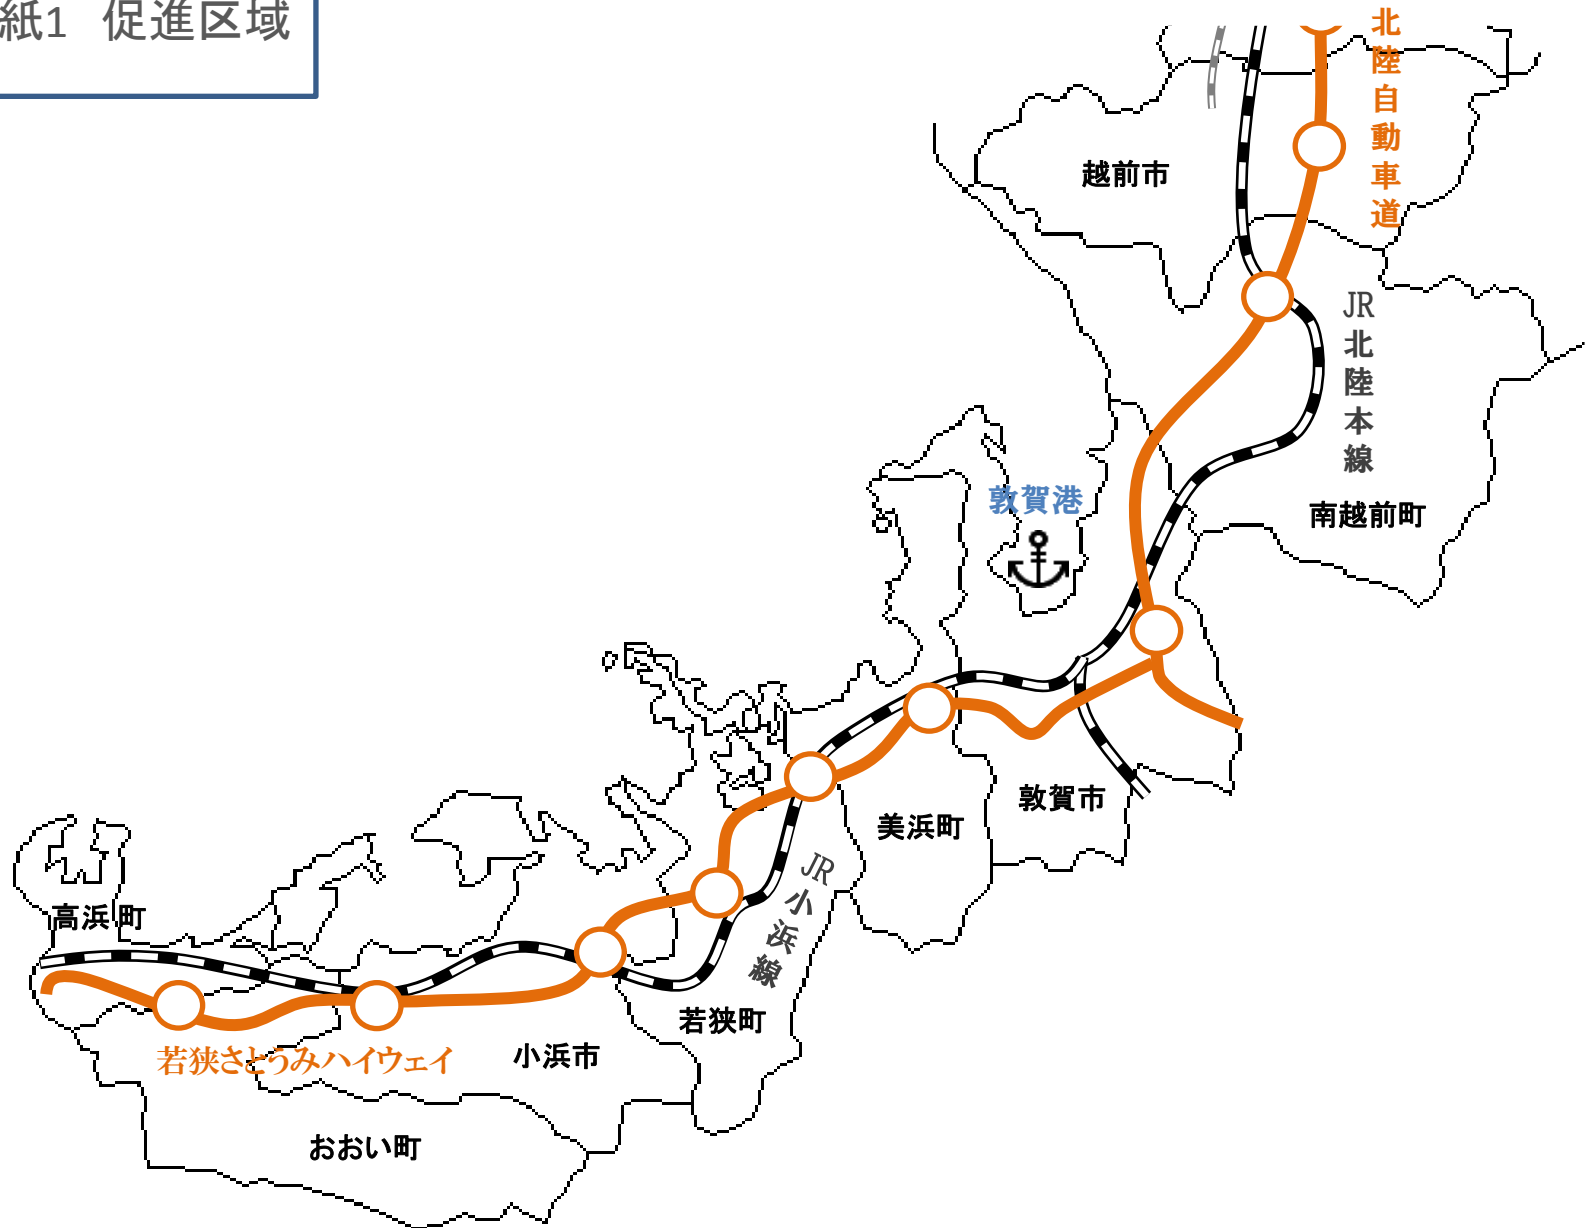 紙1 促進区域
北陸自動車道
越前市
JR北陸本線
敦賀港
南越前町
敦賀市
美浜町
JR小浜線
高浜町
若狭町
若狭さとうみハイウェイ
小浜市
おおい町